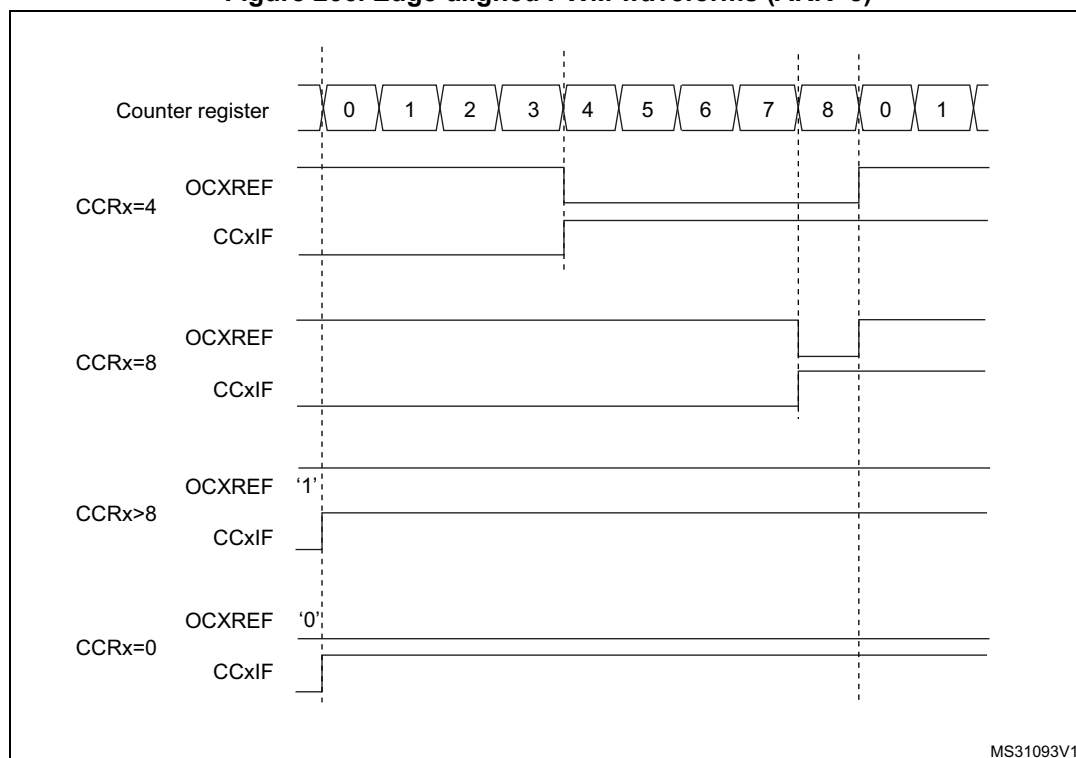 Counter register 0 1 2 3 4 5 6 7 8 0 1
OCXREF
CCRx=4
CCxIF
OCXREF
CCRx=8
CCxIF
OCXREF ‘1’
CCRx>8
CCxIF
OCXREF ‘0’
CCRx=0
CCxIF
MS31093V1